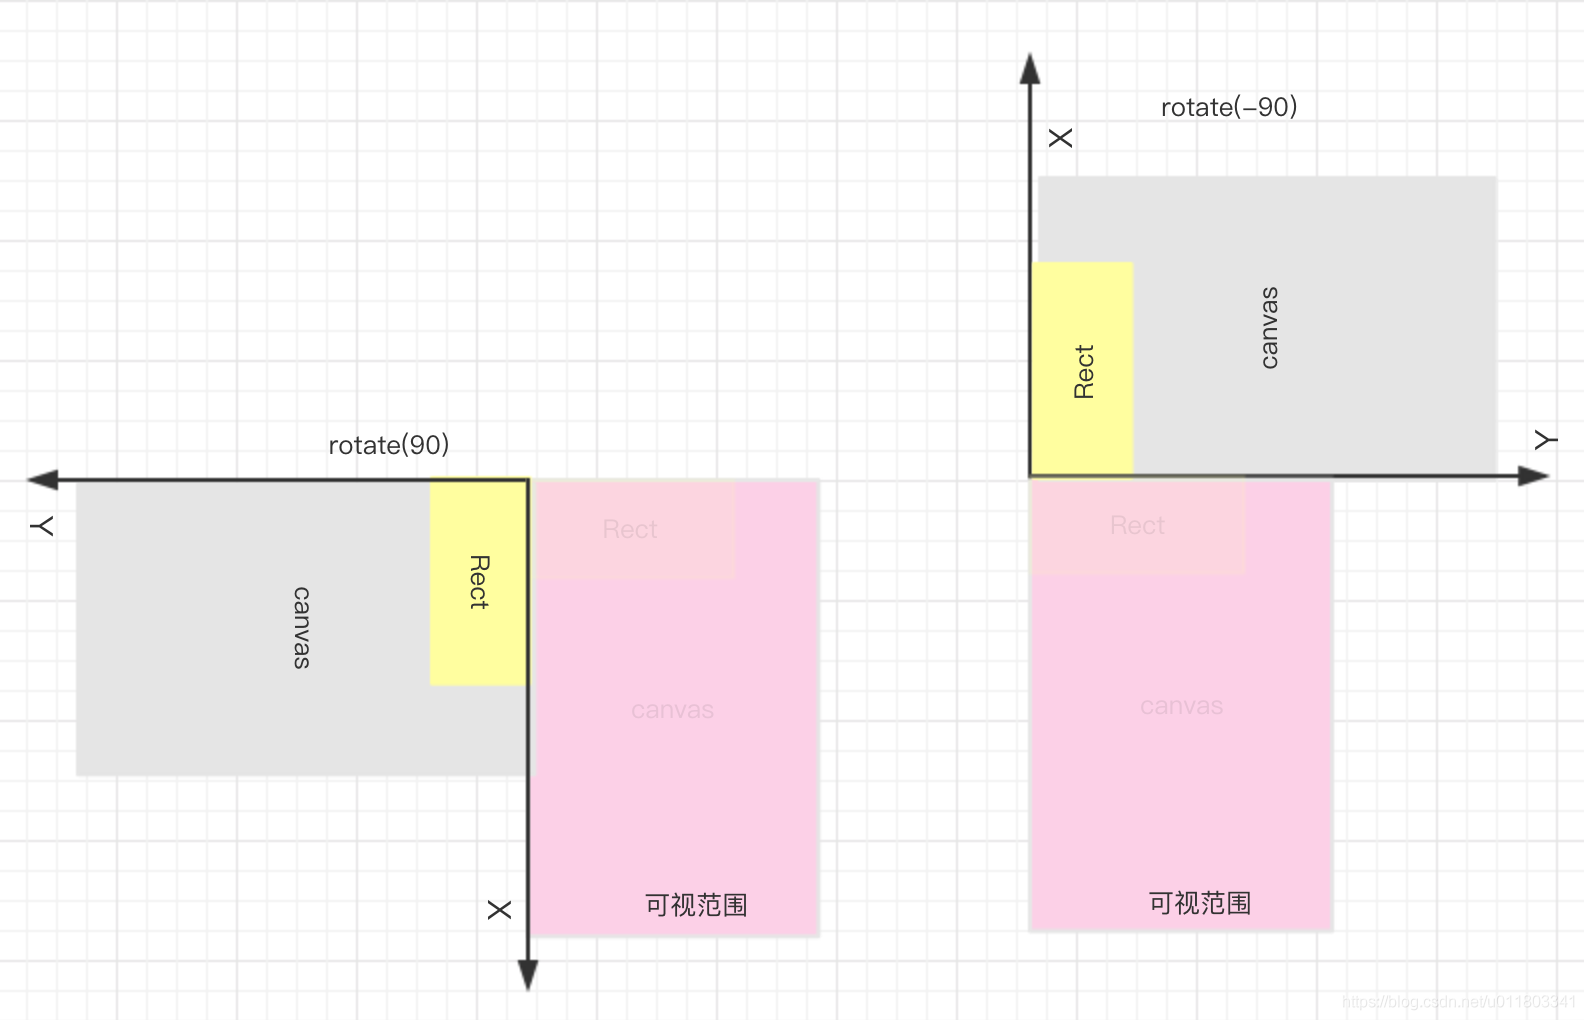 rotate(-90)
X
canvas
Rect
Y
rotate(90)
Y
Rect
canvas
X
Rect
canvas
可视范围
Rect
canvas
可视范围
https://blog.csdn.net/u011803341